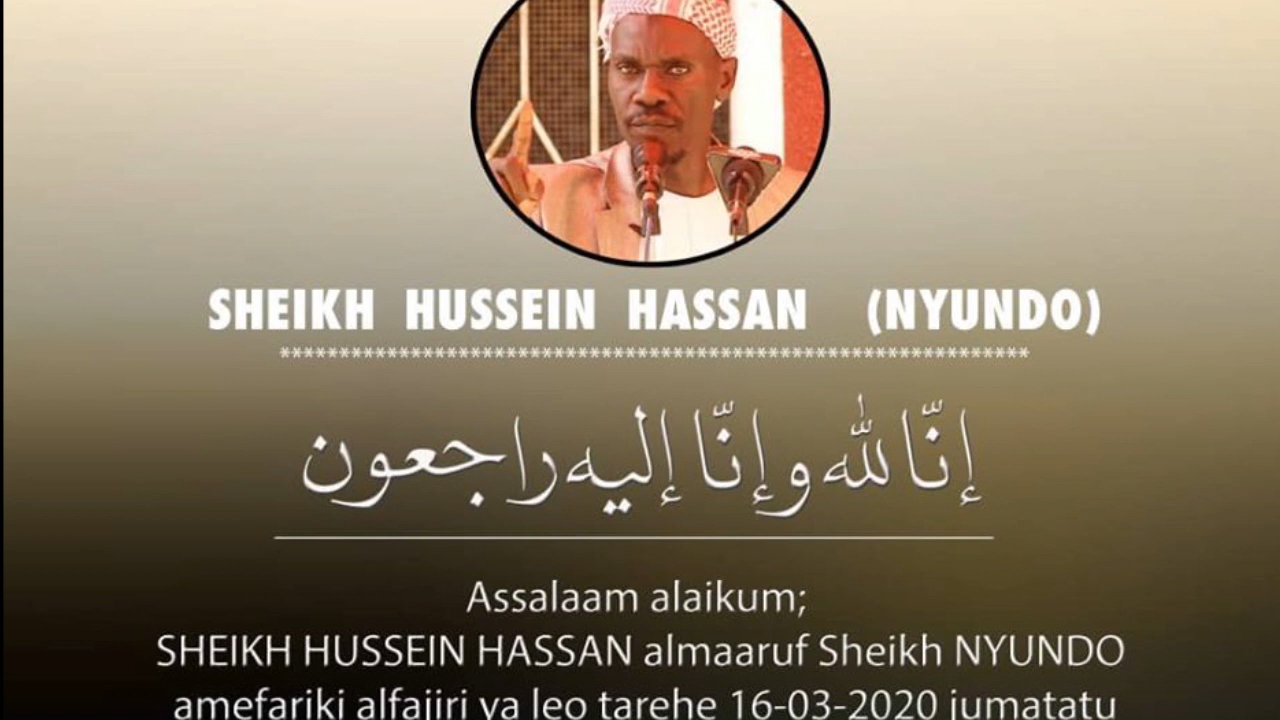 SHEIKH HUSSEIN HASSAN (NYUNDO)
***************************************************************
إنّا لله وإنّا إليه راجعون
Assalaam alaikum;
SHEIKH HUSSEIN HASSAN almaaruf Sheikh NYUNDO
amefariki alfajiri ya leo tarehe 16-03-2020 jumatatu